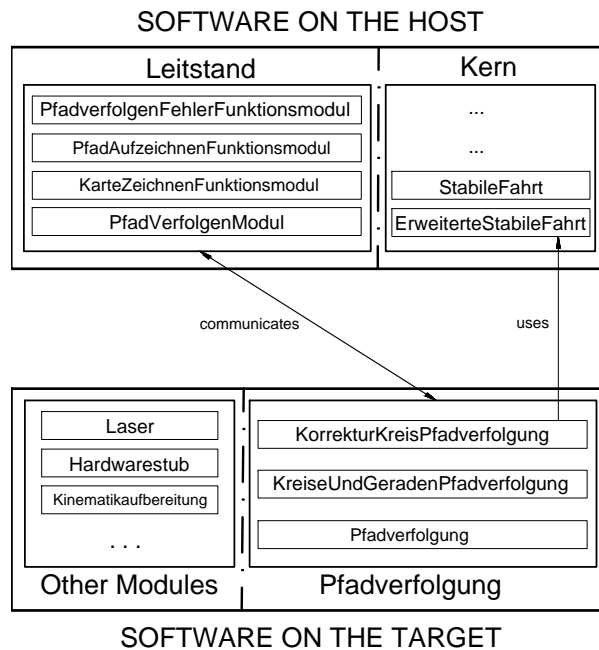 SOFTWARE ON THE HOST
Leitstand
PfadverfolgenFehlerFunktionsmodul
PfadAufzeichnenFunktionsmodul
KarteZeichnenFunktionsmodul
PfadVerfolgenModul
Kern
...
...
StabileFahrt
ErweiterteStabileFahrt
communicates
uses
Laser
Hardwarestub
Kinematikaufbereitung
. . .
Other Modules
KorrekturKreisPfadverfolgung
KreiseUndGeradenPfadverfolgung
Pfadverfolgung
Pfadverfolgung
SOFTWARE ON THE TARGET